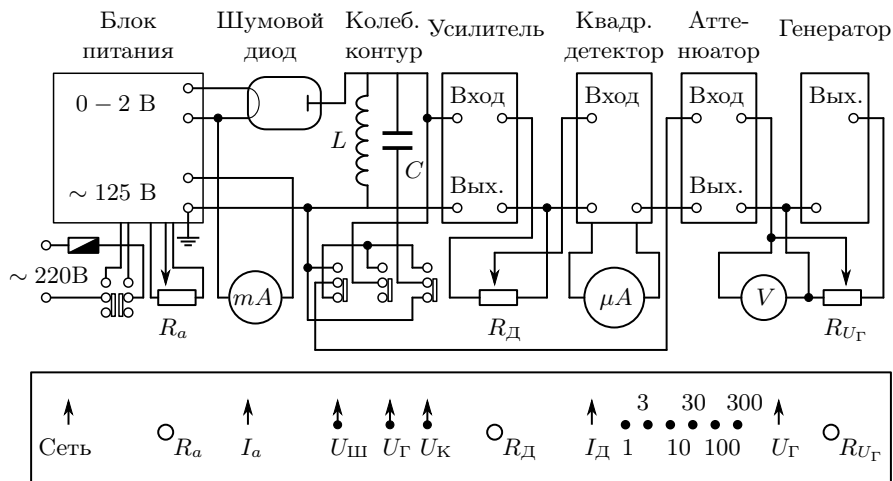 Блок питания
Шумовой диод
Колеб. контур
Усилитель
Квадр. детектор
Атте-нюатор
Генератор
0 – 2 В
Вход
Вход
Вход
Вых.
L
C
~ 125 В
Вых.
Вых.
~ 220В
mA
μA
V
R_a
R_Д
R_{U_Г}
3 30 300
Сеть R_a I_a U_Ш U_Г U_К R_Д I_Д 1 10 100 U_Г R_{U_Г}